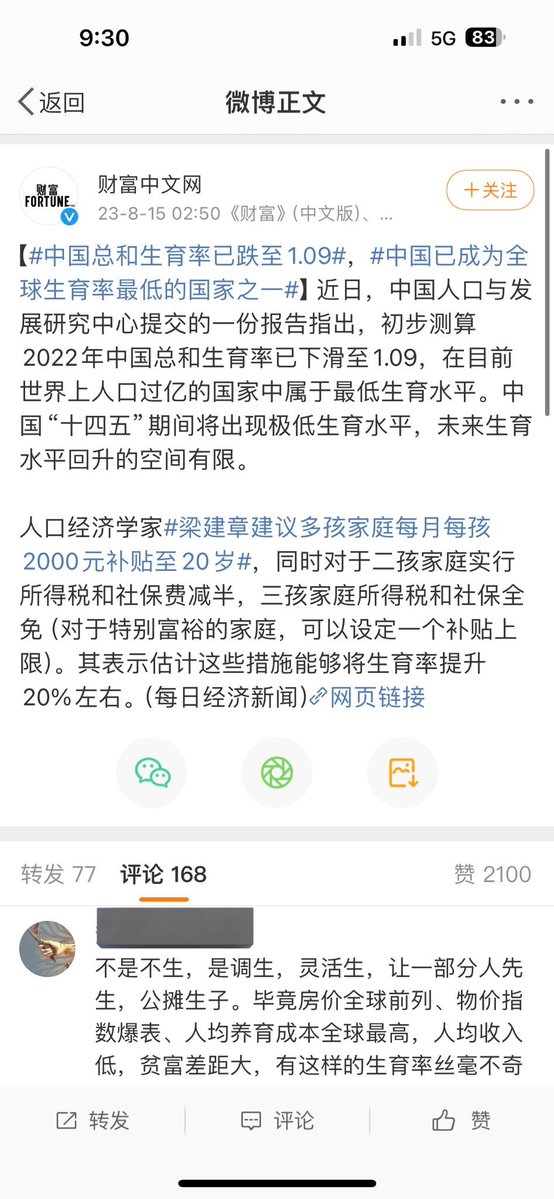 9:30
5G 83
返回
微博正文
财富
FORTUNE
财富中文网
23-8-15 02:50《财富》(中文版)、...
+关注
【#中国总和生育率已跌至1.09#，#中国已成为全
球生育率最低的国家之一#】近日，中国人口与发
展研究中心提交的一份报告指出，初步测算
2022年中国总和生育率已下滑至1.09，在目前
世界上人口过亿的国家中属于最低生育水平。中
国“十四五”期间将出现极低生育水平，未来生育
水平回升的空间有限。
人口经济学家#梁建章建议多孩家庭每月每孩
2000元补贴至20岁#，同时对于二孩家庭实行
所得税和社保费减半，三孩家庭所得税和社保全
免（对于特别富裕的家庭，可以设定一个补贴上
限）。其表示估计这些措施能够将生育率提升
20%左右。（每日经济新闻）网页链接
转发 77
评论 168
赞 2100
不是不生，是调生，灵活生，让一部分人先
生，公摊生子。毕竟房价全球前列、物价指
数爆表、人均养育成本全球最高，人均收入
低，贫富差距大，有这样的生育率丝毫不奇
转发
评论
赞